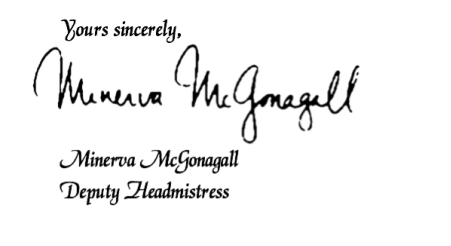 Yours sincerely,
Minerva McGonagall
Minerva McGonagall
Deputy Headmistress